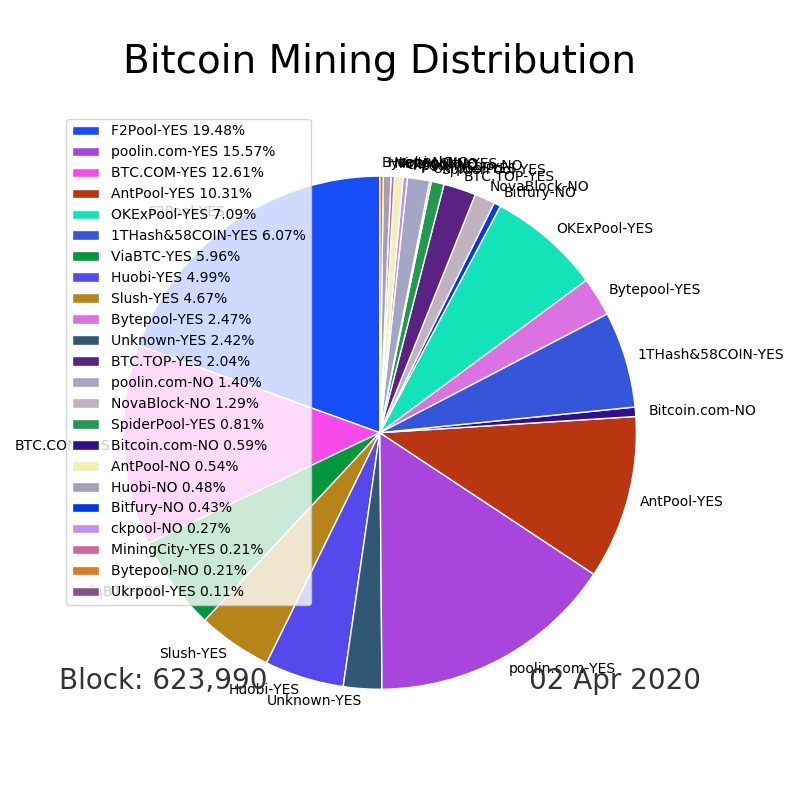 Bitcoin Mining Distribution
F2Pool-YES 19.48%
poolin.com-YES 15.57%
BTC.COM-YES 12.61%
AntPool-YES 10.31%
OKExPool-YES 7.09%
1THash&58COIN-YES 6.07%
ViaBTC-YES 5.96%
Huobi-YES 4.99%
Slush-YES 4.67%
Bytepool-YES 2.47%
Unknown-YES 2.42%
BTC.TOP-YES 2.04%
poolin.com-NO 1.40%
NovaBlock-NO 1.29%
SpiderPool-YES 0.81%
Bitcoin.com-NO 0.59%
AntPool-NO 0.54%
Huobi-NO 0.48%
Bitfury-NO 0.43%
ckpool-NO 0.27%
MiningCity-YES 0.21%
Bytepool-NO 0.21%
Ukrpool-YES 0.11%
BTC.TOP-YES
NovaBlock-NO
Bitfury-NO
OKExPool-YES
Bytepool-YES
1THash&58COIN-YES
Bitcoin.com-NO
AntPool-YES
poolin.com-YES
Unknown-YES
Huobi-YES
Slush-YES
Block: 623,990
02 Apr 2020